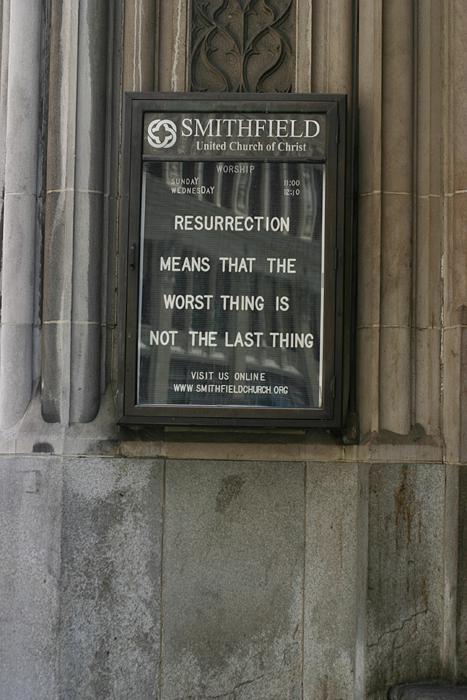 SMITHFIELD
United Church of Christ
WORSHIP
SUNDAY 11:00
WEDNESDAY 12:10
RESURRECTION
MEANS THAT THE
WORST THING IS
NOT THE LAST THING
VISIT US ONLINE
WWW.SMITHFIELDCHURCH.ORG